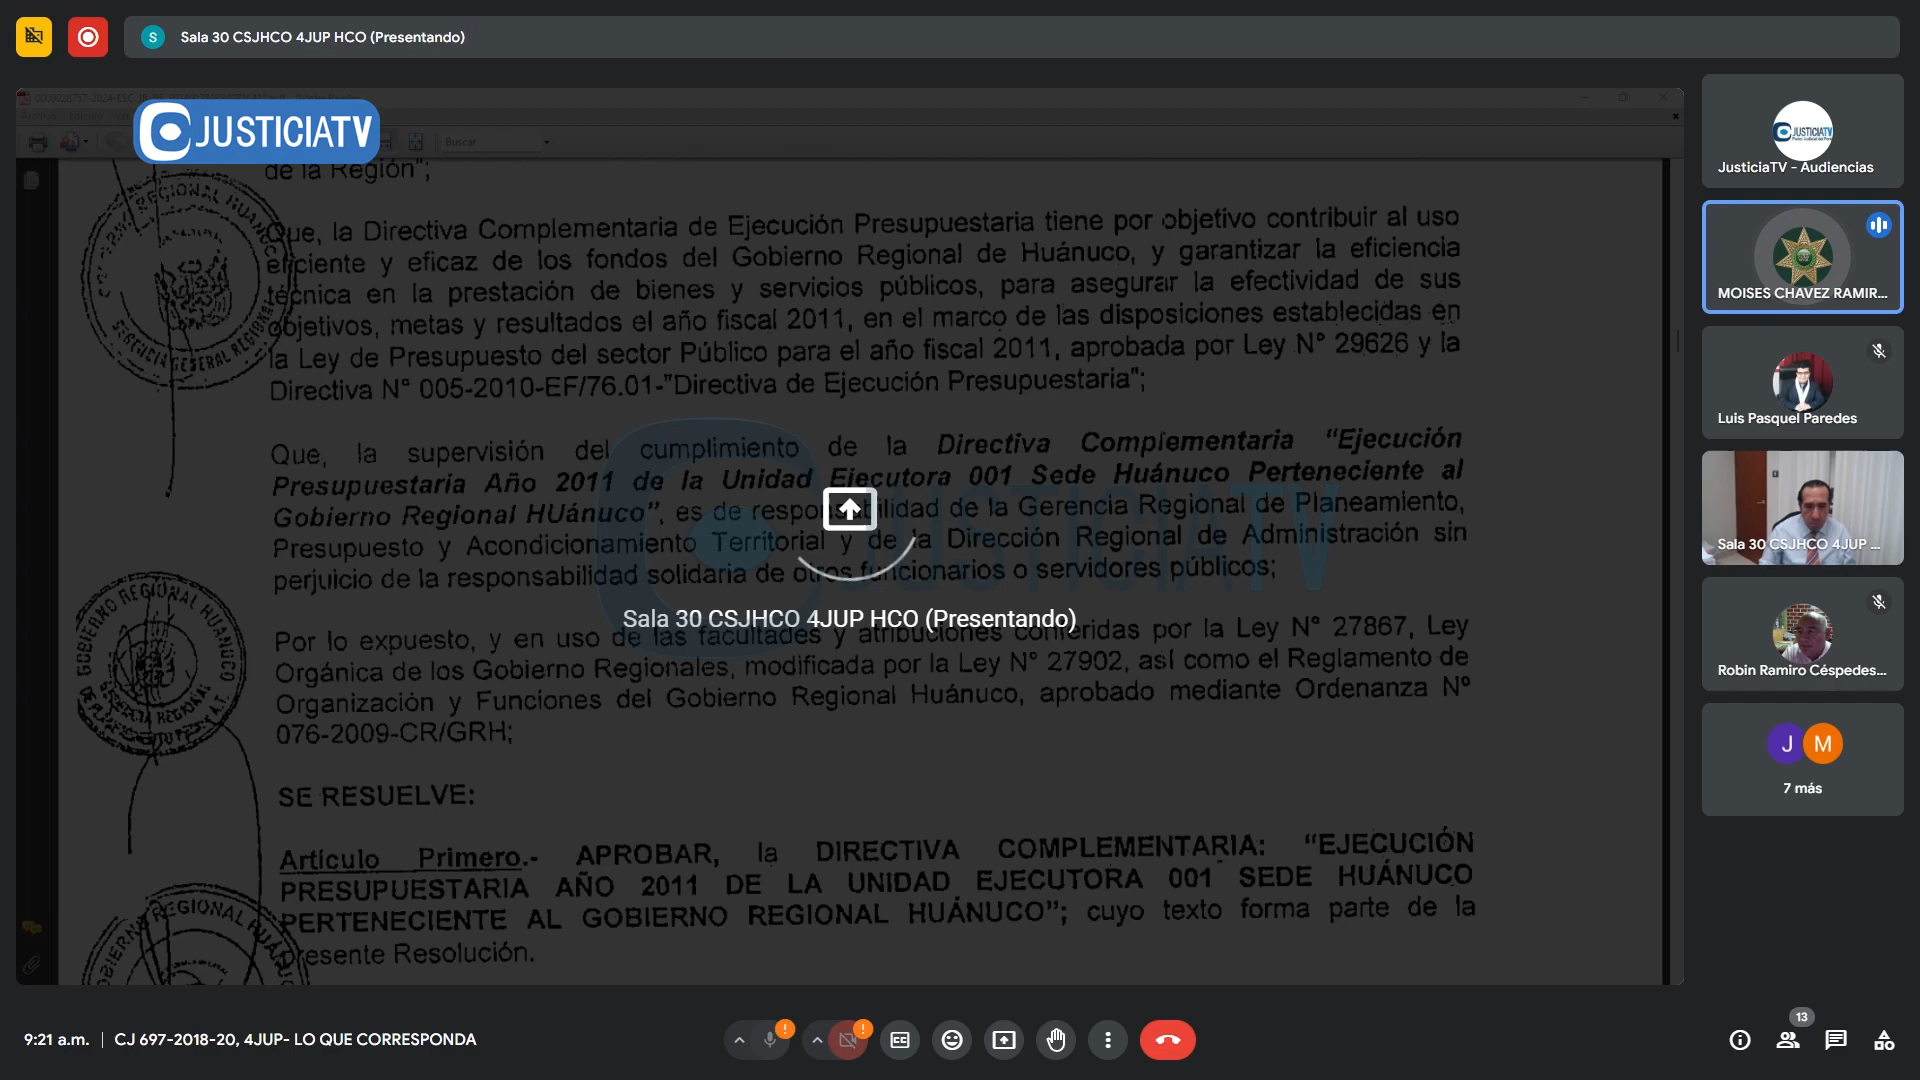 S Sala 30 CSJHCO 4JUP HCO (Presentando)
JUSTICIATV
Buscar
de la Región";
Que, la Directiva Complementaria de Ejecución Presupuestaria tiene por objetivo contribuir al uso
eficiente y eficaz de los fondos del Gobierno Regional de Huánuco, y garantizar la eficiencia
técnica en la prestación de bienes y servicios públicos, para asegurar la efectividad de sus
objetivos, metas y resultados el año fiscal 2011, en el marco de las disposiciones establecidas en
la Ley de Presupuesto del sector Público para el año fiscal 2011, aprobada por Ley N° 29626 y la
Directiva N° 005-2010-EF/76.01-"Directiva de Ejecución Presupuestaria";
Que, la supervisión del cumplimiento de la Directiva Complementaria "Ejecución
Presupuestaria Año 2011 de la Unidad Ejecutora 001 Sede Huánuco Perteneciente al
Gobierno Regional HUánuco", es de responsabilidad de la Gerencia Regional de Planeamiento,
Presupuesto y Acondicionamiento Territorial y de la Dirección Regional de Administración sin
perjuicio de la responsabilidad solidaria de otros funcionarios o servidores públicos;
JUSTICIATV
Sala 30 CSJHCO 4JUP HCO (Presentando)
Por lo expuesto, y en uso de las facultades y atribuciones conferidas por la Ley N° 27867, Ley
Orgánica de los Gobierno Regionales, modificada por la Ley N° 27902, así como el Reglamento de
Organización y Funciones del Gobierno Regional Huánuco, aprobado mediante Ordenanza Nº
076-2009-CR/GRH;
SE RESUELVE:
Artículo Primero.- APROBAR, la DIRECTIVA COMPLEMENTARIA: "EJECUCIÓN
PRESUPUESTARIA AÑO 2011 DE LA UNIDAD EJECUTORA 001 SEDE HUÁNUCO
PERTENECIENTE AL GOBIERNO REGIONAL HUÁNUCO"; cuyo texto forma parte de la
presente Resolución.
GERENCIA GENERAL REGIONAL
GOBIERNO REGIONAL HUANUCO
JUSTICIATV
JusticiaTV - Audiencias
MOISES CHAVEZ RAMIR...
Luis Pasquel Paredes
Sala 30 CSJHCO 4JUP ...
Robin Ramiro Céspedes...
J M
7 más
9:21 a.m. | CJ 697-2018-20, 4JUP- LO QUE CORRESPONDA
13